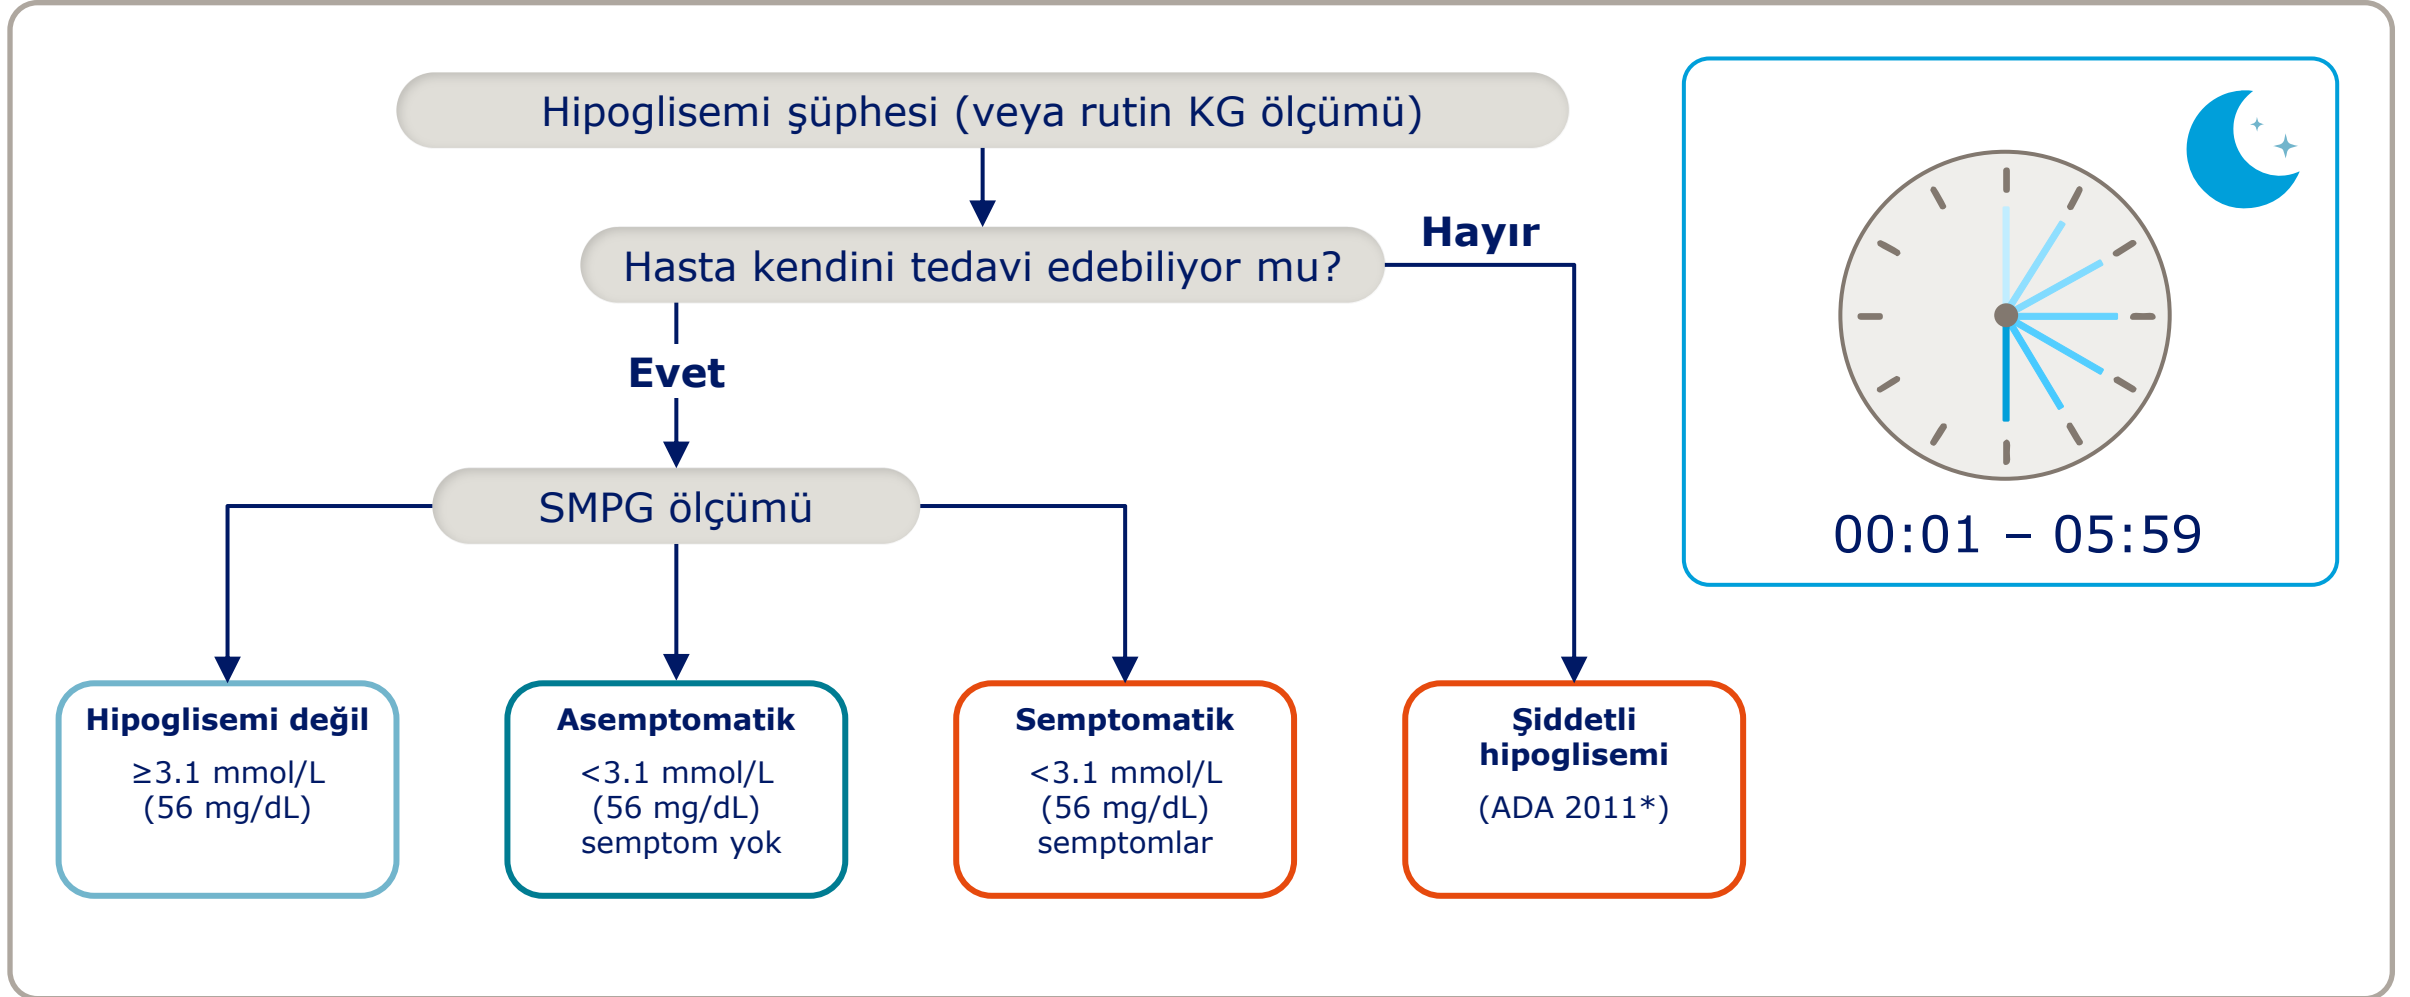 Hipoglisemi şüphesi (veya rutin KG ölçümü)
Hasta kendini tedavi edebiliyor mu?
Hayır
Evet
SMPG ölçümü
Hipoglisemi değil
≥3.1 mmol/L
(56 mg/dL)
Asemptomatik
<3.1 mmol/L
(56 mg/dL)
semptom yok
Semptomatik
<3.1 mmol/L
(56 mg/dL)
semptomlar
Şiddetli
hipoglisemi
(ADA 2011*)
00:01 – 05:59